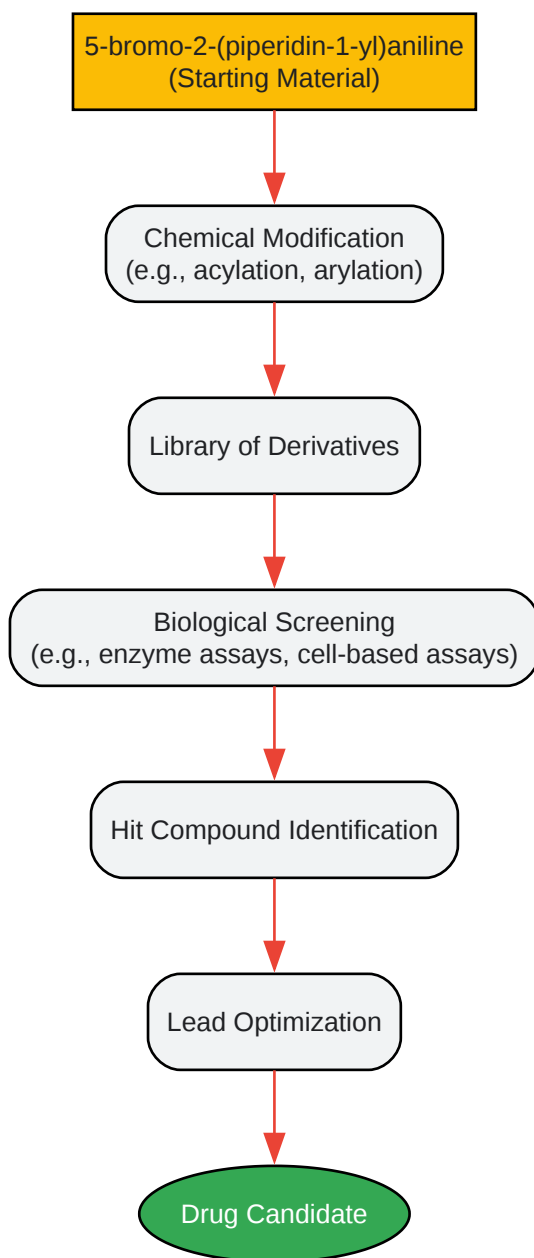 5-bromo-2-(piperidin-1-yl)aniline
(Starting Material)
Chemical Modification
(e.g., acylation, arylation)
Library of Derivatives
Biological Screening
(e.g., enzyme assays, cell-based assays)
Hit Compound Identification
Lead Optimization
Drug Candidate